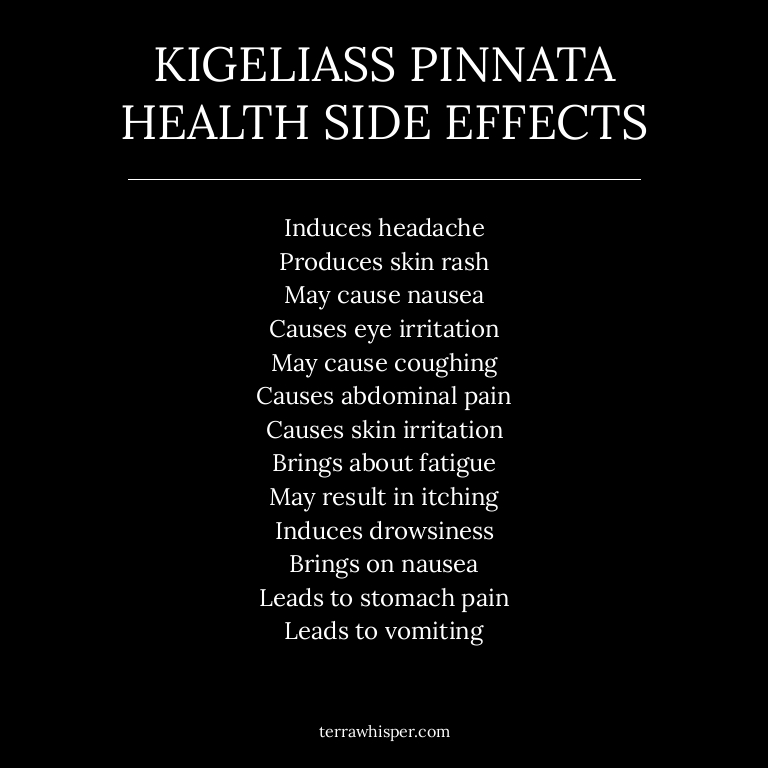 KIGELIASS PINNATA
HEALTH SIDE EFFECTS
Induces headache
Produces skin rash
May cause nausea
Causes eye irritation
May cause coughing
Causes abdominal pain
Causes skin irritation
Brings about fatigue
May result in itching
Induces drowsiness
Brings on nausea
Leads to stomach pain
Leads to vomiting
terrawhisper.com